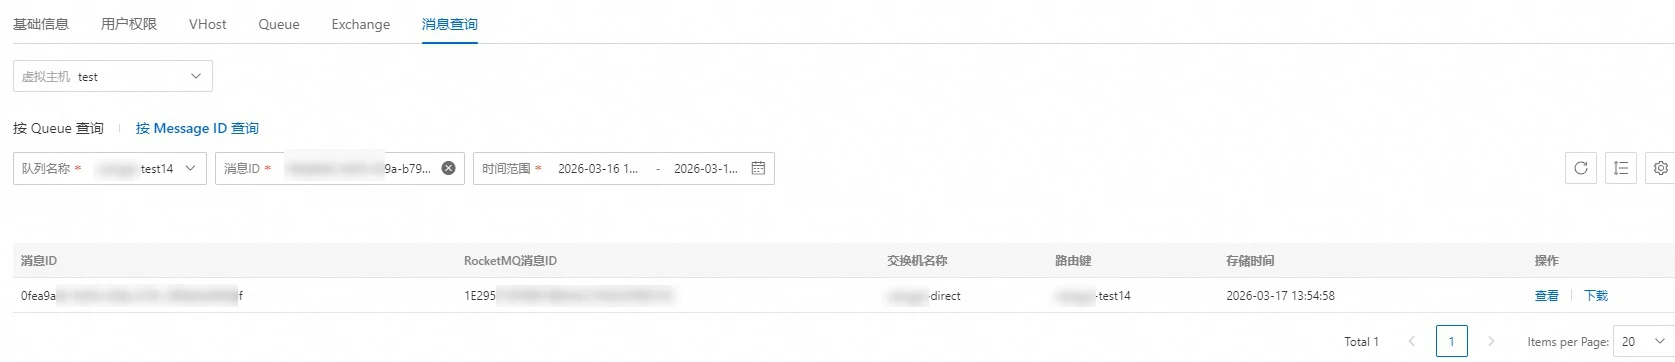 基础信息 用户权限 VHost Queue Exchange 消息查询
虚拟主机 test
按 Queue 查询 按 Message ID 查询
队列名称 * test14 消息ID * 9a-b79... 时间范围 * 2026-03-16 1... - 2026-03-1...
消息ID RocketMQ消息ID 交换机名称 路由键 存储时间 操作
0fea9a f 1E295 -direct -test14 2026-03-17 13:54:58 查看 下载
Total 1 1 Items per Page: 20